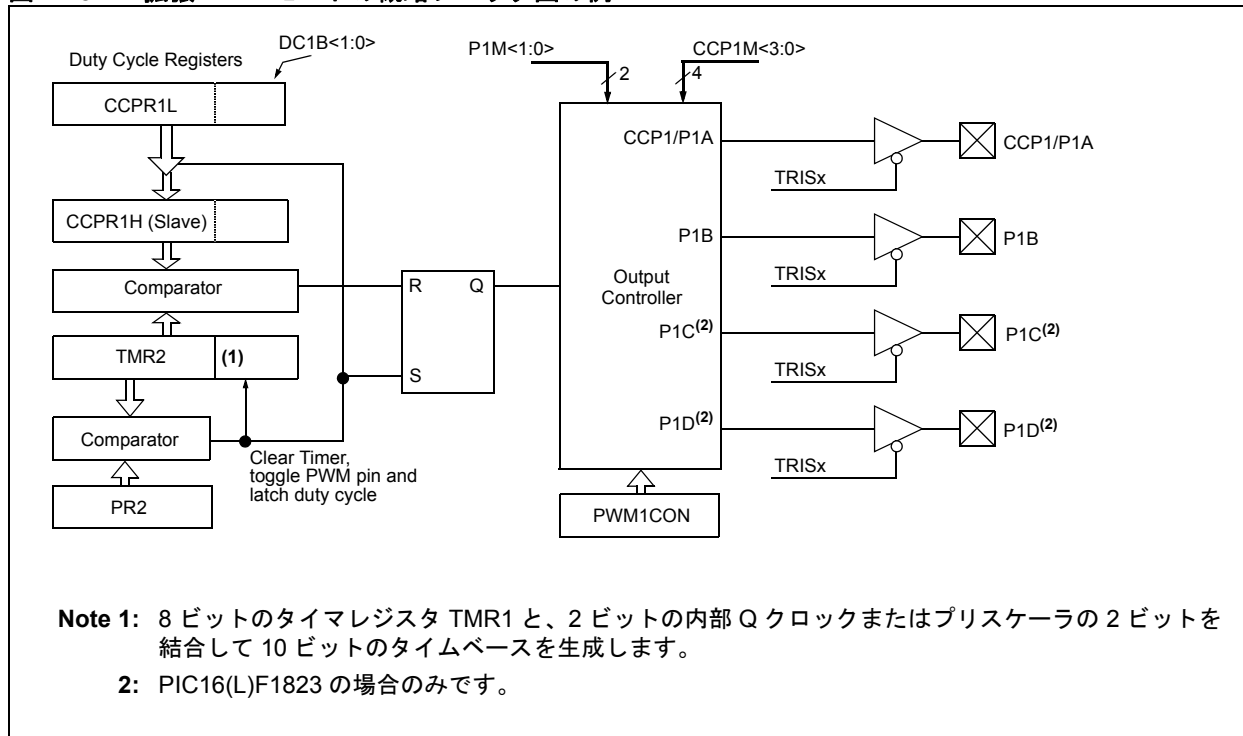 DC1B<1:0>
Duty Cycle Registers
CCPR1L
CCPR1H (Slave)
Comparator
TMR2
(1)
Comparator
PR2
Clear Timer,
toggle PWM pin and
latch duty cycle
R
Q
S
P1M<1:0>
2
CCP1M<3:0>
4
CCP1/P1A
P1B
Output
Controller
P1C(2)
P1D(2)
PWM1CON
TRISx
CCP1/P1A
TRISx
P1B
TRISx
P1C(2)
TRISx
P1D(2)
Note 1: 8 ビットのタイマレジスタ TMR1 と、2 ビットの内部 Q クロックまたはプリスケーラの 2 ビットを
結合して 10 ビットのタイムベースを生成します。
2: PIC16(L)F1823 の場合のみです。